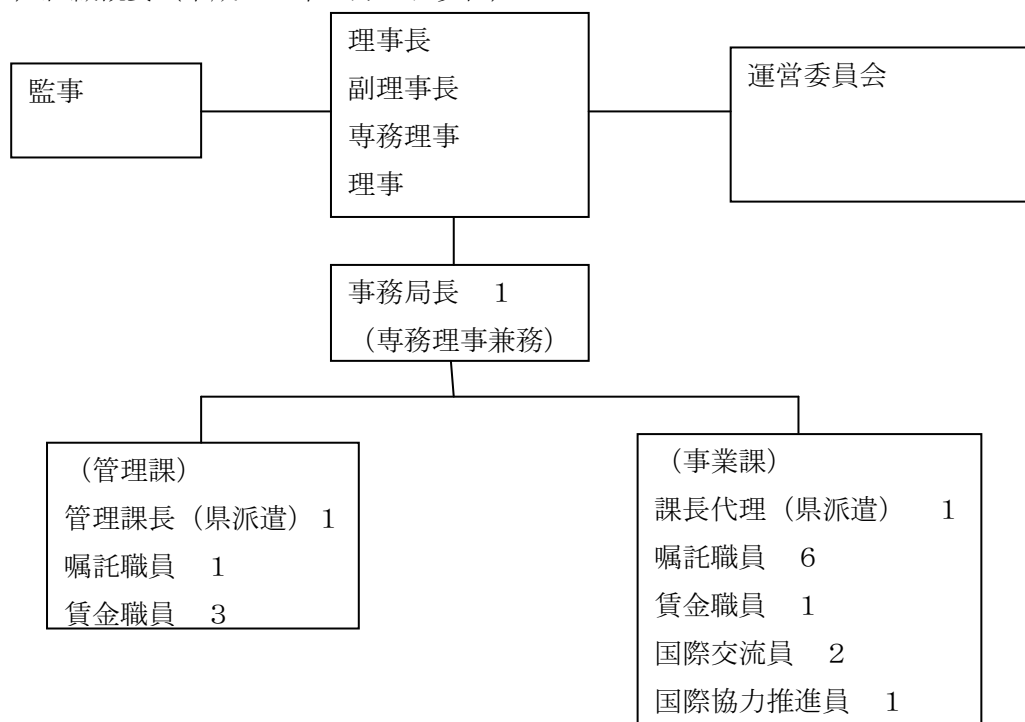 理事長
副理事長
専務理事
理事
監事
運営委員会
事務局長　１
（専務理事兼務）
（管理課）
管理課長（県派遣）１
嘱託職員　１
賃金職員　３
（事業課）
課長代理（県派遣）　１
嘱託職員　６
賃金職員　１
国際交流員　２
国際協力推進員　１